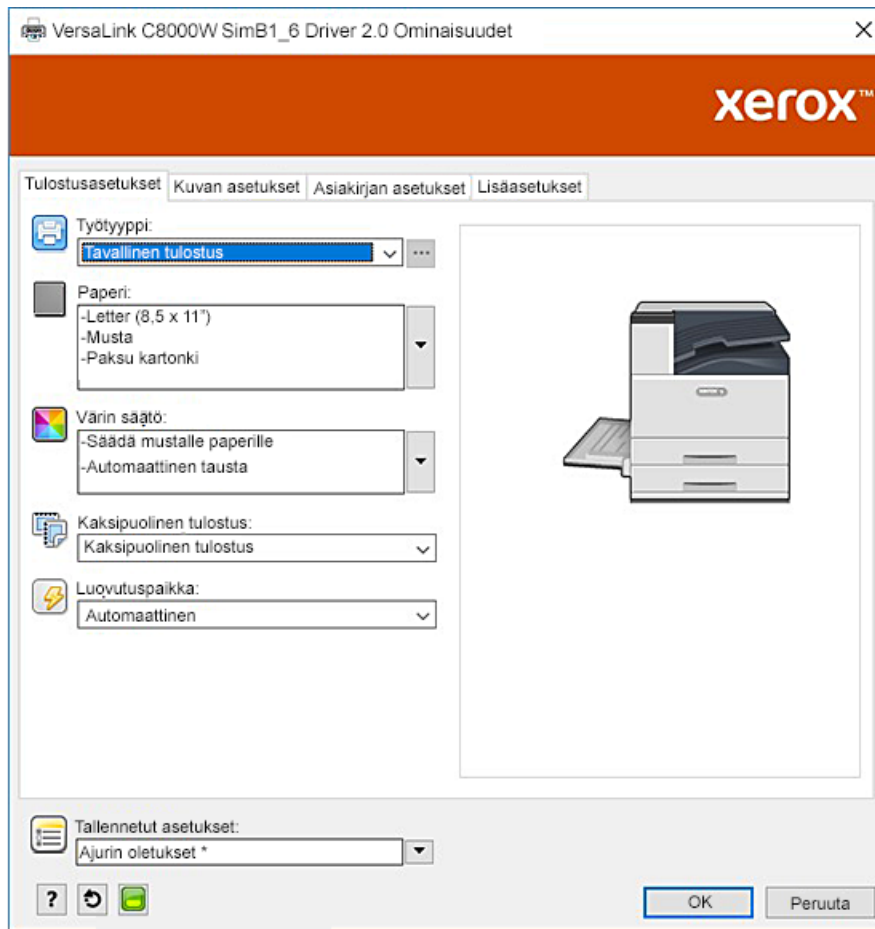 VersaLink C8000W SimB1_6 Driver 2.0 Ominaisuudet
xerox™
Tulostusasetukset Kuvan asetukset Asiakirjan asetukset Lisäasetukset
Työtyyppi:
Tavallinen tulostus
Paperi:
-Letter (8,5 x 11”)
-Musta
-Paksu kartonki
Värin säätö:
-Säädä mustalle paperille
-Automaattinen tausta
Kaksipuolinen tulostus:
Kaksipuolinen tulostus
Luovutuspaikka:
Automaattinen
Tallennetut asetukset:
Ajurin oletukset *
OK Peruuta